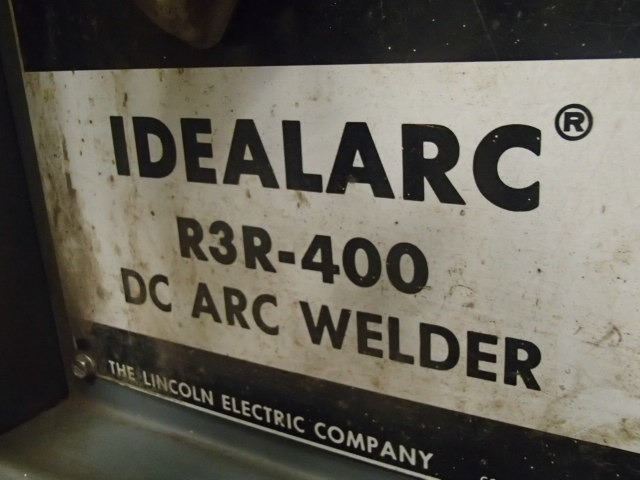 IDEALARC®
R3R-400
DC ARC WELDER
THE LINCOLN ELECTRIC COMPANY